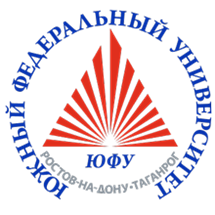 ЮЖНЫЙ ФЕДЕРАЛЬНЫЙ УНИВЕРСИТЕТ
ЮФУ
РОСТОВ-НА-ДОНУ-ТАГАНРОГ